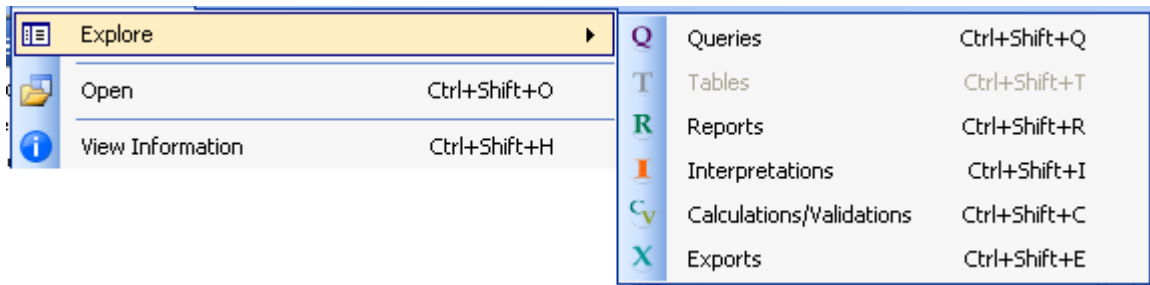 Explore
Open Ctrl+Shift+O
View Information Ctrl+Shift+H
Q Queries Ctrl+Shift+Q
T Tables Ctrl+Shift+T
R Reports Ctrl+Shift+R
I Interpretations Ctrl+Shift+I
CV Calculations/Validations Ctrl+Shift+C
X Exports Ctrl+Shift+E